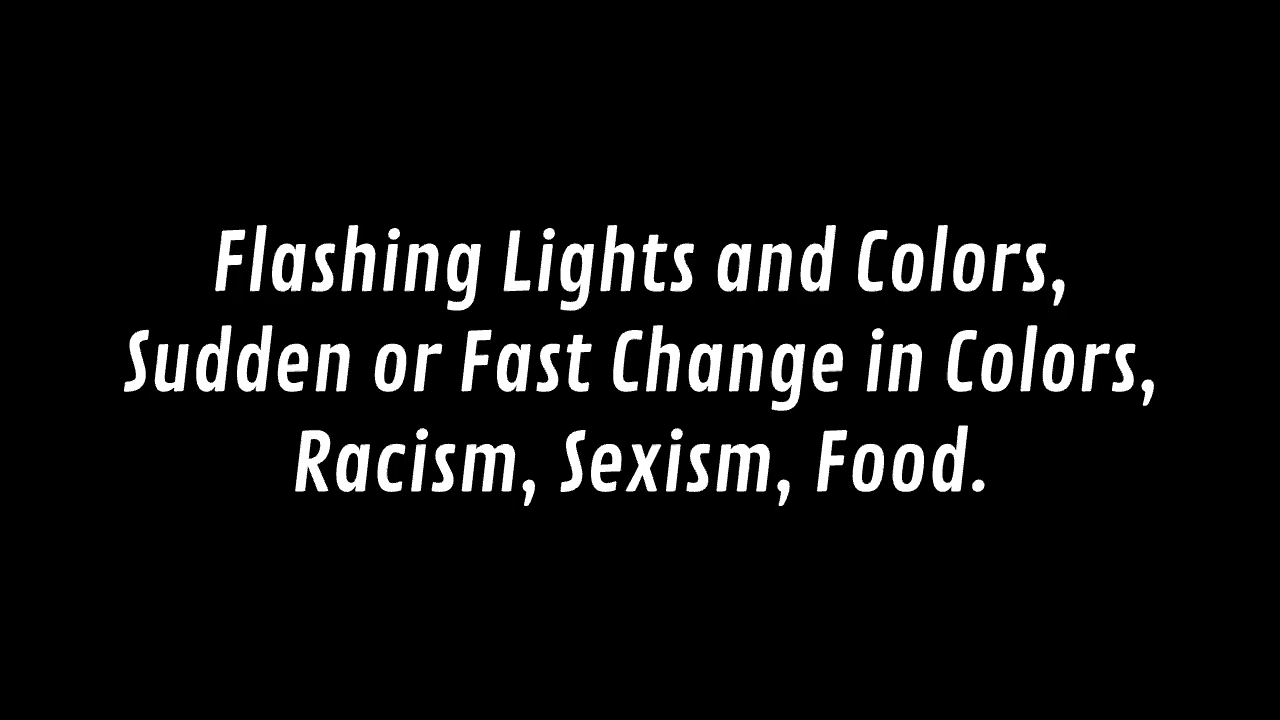 Flashing Lights and Colors,
Sudden or Fast Change in Colors,
Racism, Sexism, Food.